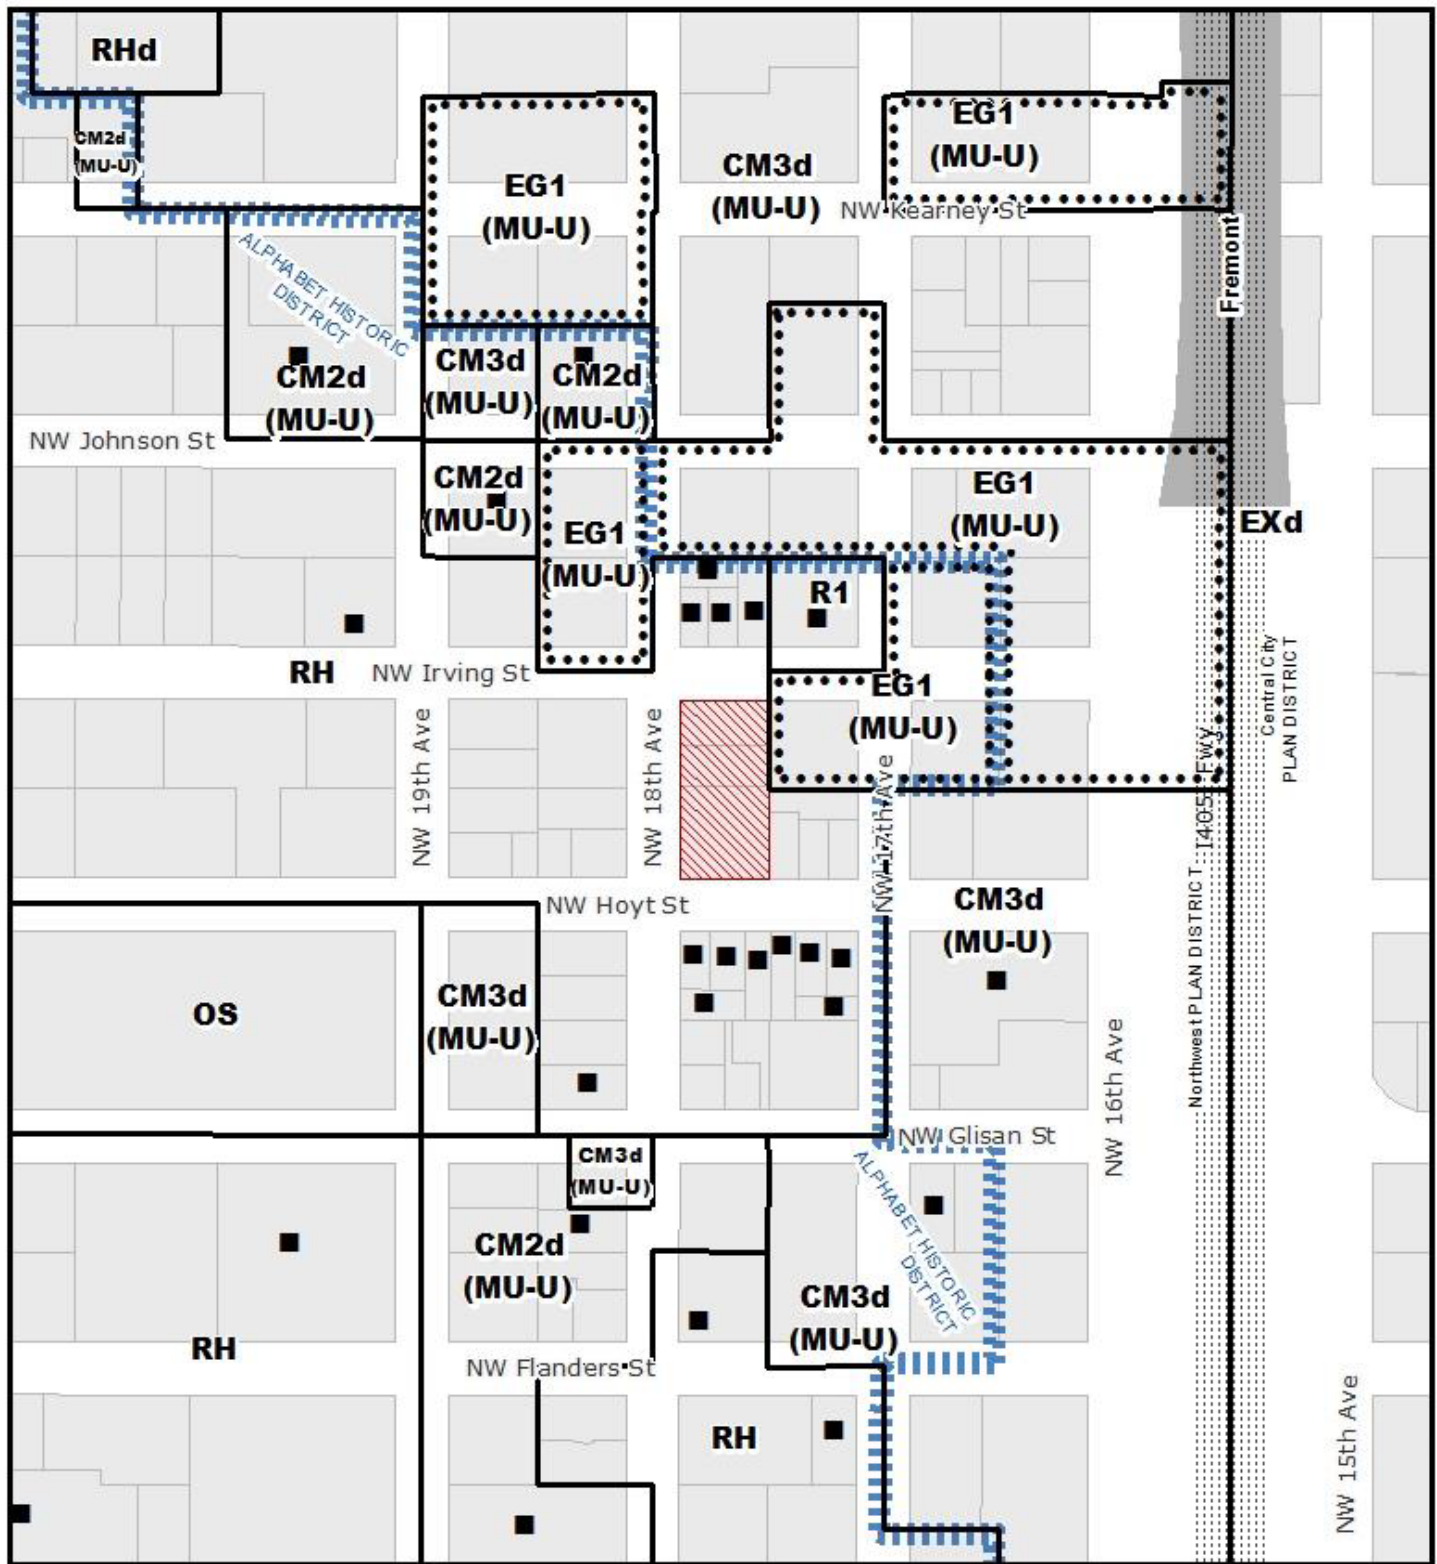 RHd
CM2d
(MU-U)
EG1
(MU-U)
CM3d
(MU-U)
EG1
(MU-U)
NW Kearney St
Fremont
ALPHABET HISTORIC
DISTRICT
CM2d
(MU-U)
CM3d
(MU-U)
CM2d
(MU-U)
NW Johnson St
CM2d
(MU-U)
EG1
(MU-U)
EG1
(MU-U)
EXd
R1
RH
NW Irving St
EG1
(MU-U)
Central City
PLAN DISTRICT
NW 19th Ave
NW 18th Ave
NW 17th Ave
I405 Fwy
NW Hoyt St
CM3d
(MU-U)
Northwest PLAN DISTRICT
OS
CM3d
(MU-U)
NW 16th Ave
NW Glisan St
CM3d
(MU-U)
ALPHABET HISTORIC
DISTRICT
CM2d
(MU-U)
CM3d
(MU-U)
RH
NW Flanders St
RH
NW 15th Ave